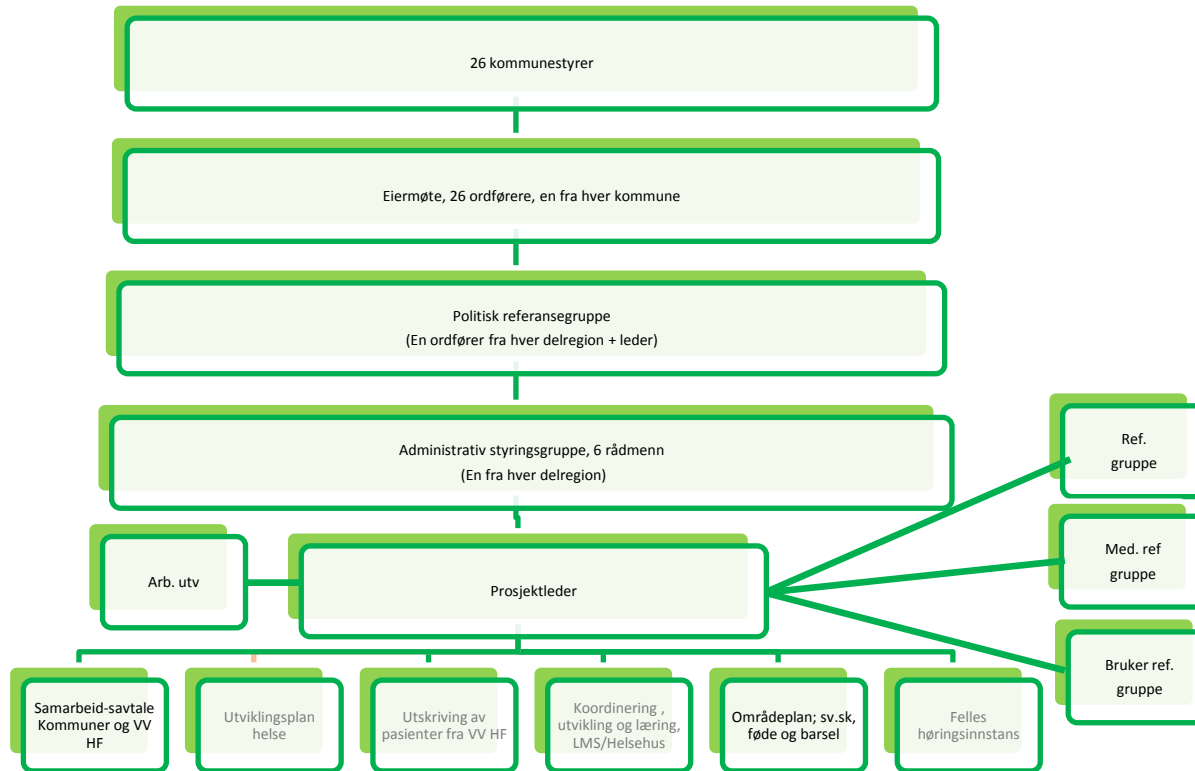 26 kommunestyrer
Eiermøte, 26 ordførere, en fra hver kommune
Politisk referansegruppe
(En ordfører fra hver delregion + leder)
Administrativ styringsgruppe, 6 rådmenn
(En fra hver delregion)
Ref.
gruppe
Arb. utv
Prosjektleder
Med. ref
gruppe
Bruker ref.
gruppe
Samarbeid-savtale
Kommuner og VV
HF
Utviklingsplan
helse
Utskriving av
pasienter fra VV HF
Koordinering ,
utvikling og læring,
LMS/Helsehus
Områdeplan; sv.sk,
føde og barsel
Felles
høringsinnstans